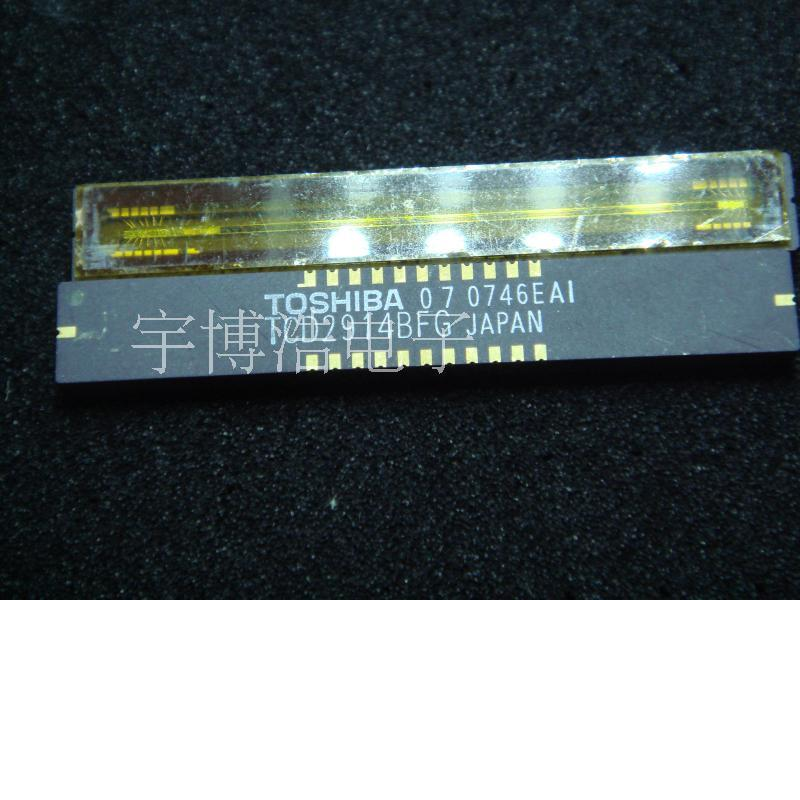 TOSHIBA 07 0746EAI
TCD2914BFG JAPAN
宇博浩电子